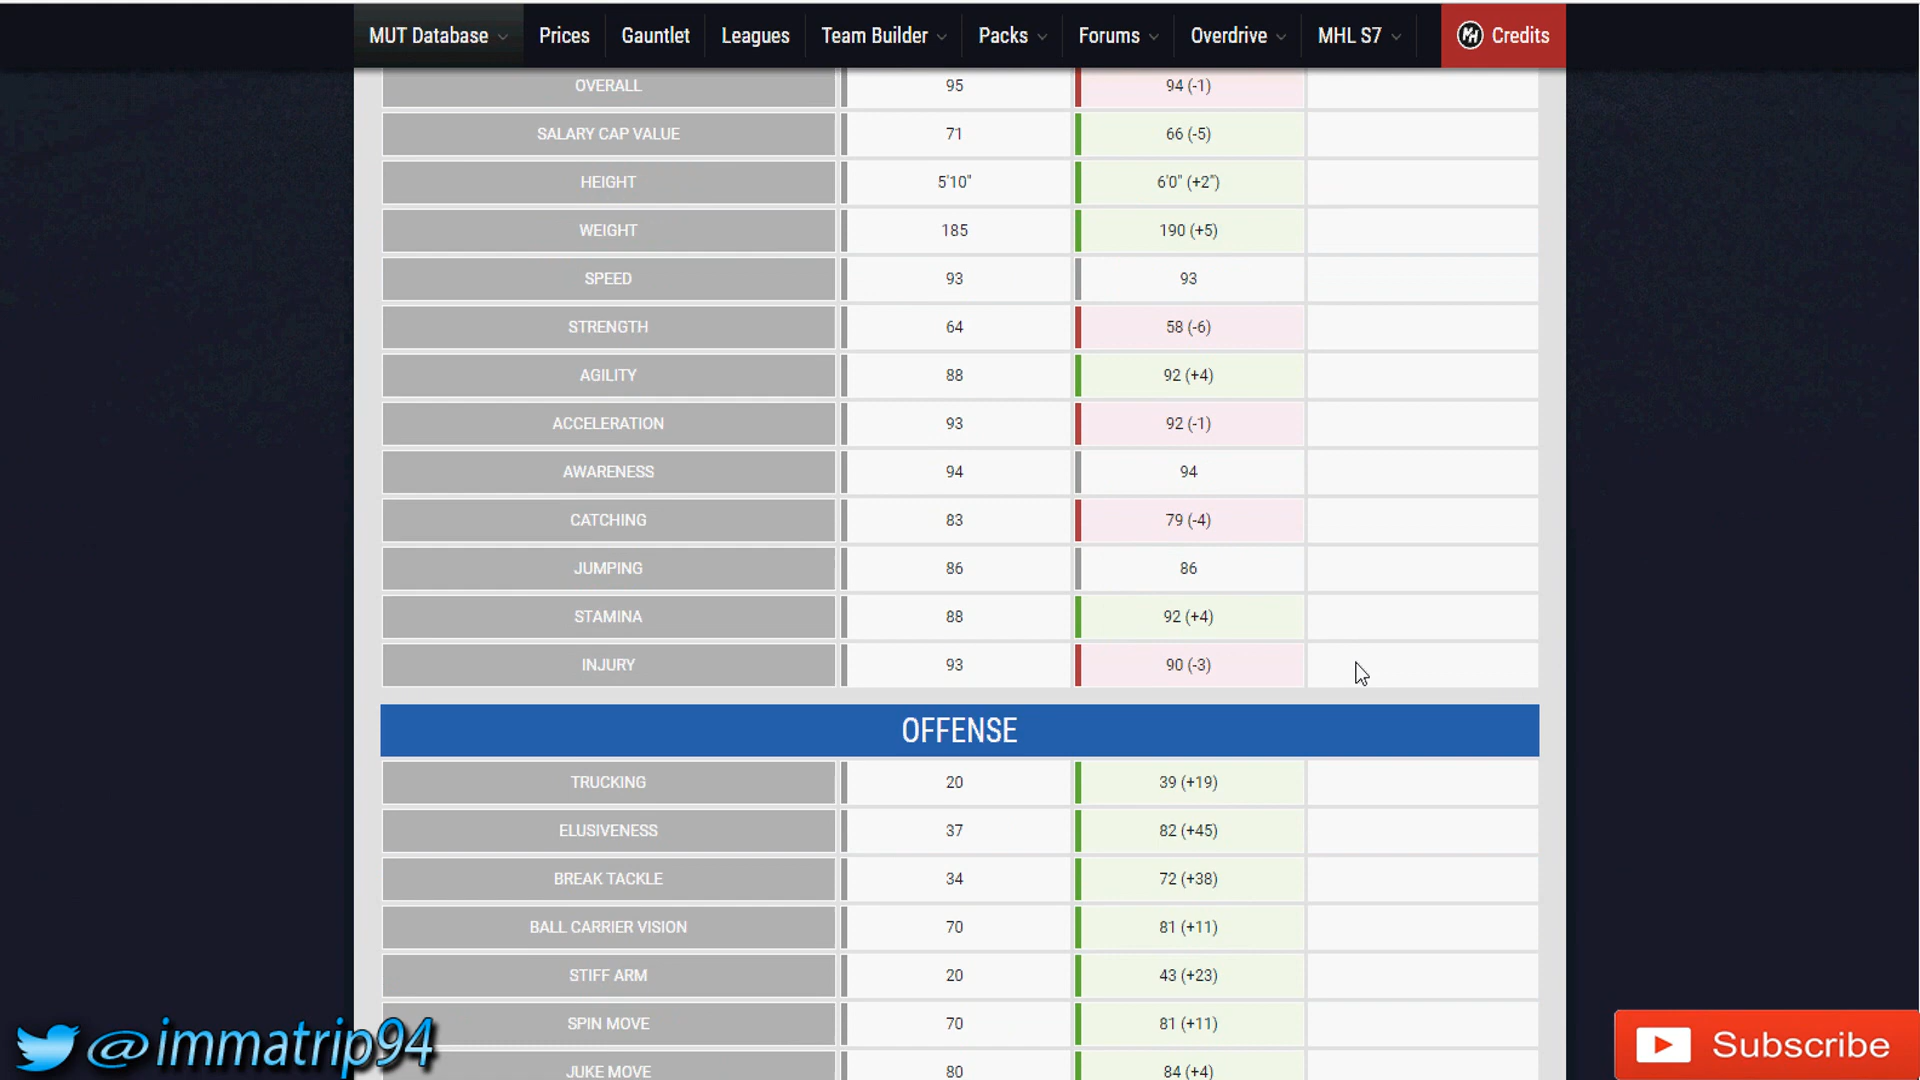 MUT Database Prices Gauntlet Leagues Team Builder Packs Forums Overdrive MHL S7 Credits
OVERALL 95 94 (-1)
SALARY CAP VALUE 71 66 (-5)
HEIGHT 5'10" 6'0" (+2")
WEIGHT 185 190 (+5)
SPEED 93 93
STRENGTH 64 58 (-6)
AGILITY 88 92 (+4)
ACCELERATION 93 92 (-1)
AWARENESS 94 94
CATCHING 83 79 (-4)
JUMPING 86 86
STAMINA 88 92 (+4)
INJURY 93 90 (-3)
OFFENSE
TRUCKING 20 39 (+19)
ELUSIVENESS 37 82 (+45)
BREAK TACKLE 34 72 (+38)
BALL CARRIER VISION 70 81 (+11)
STIFF ARM 20 43 (+23)
SPIN MOVE 70 81 (+11)
JUKE MOVE 80 84 (+4)
@immatrip94
Subscribe